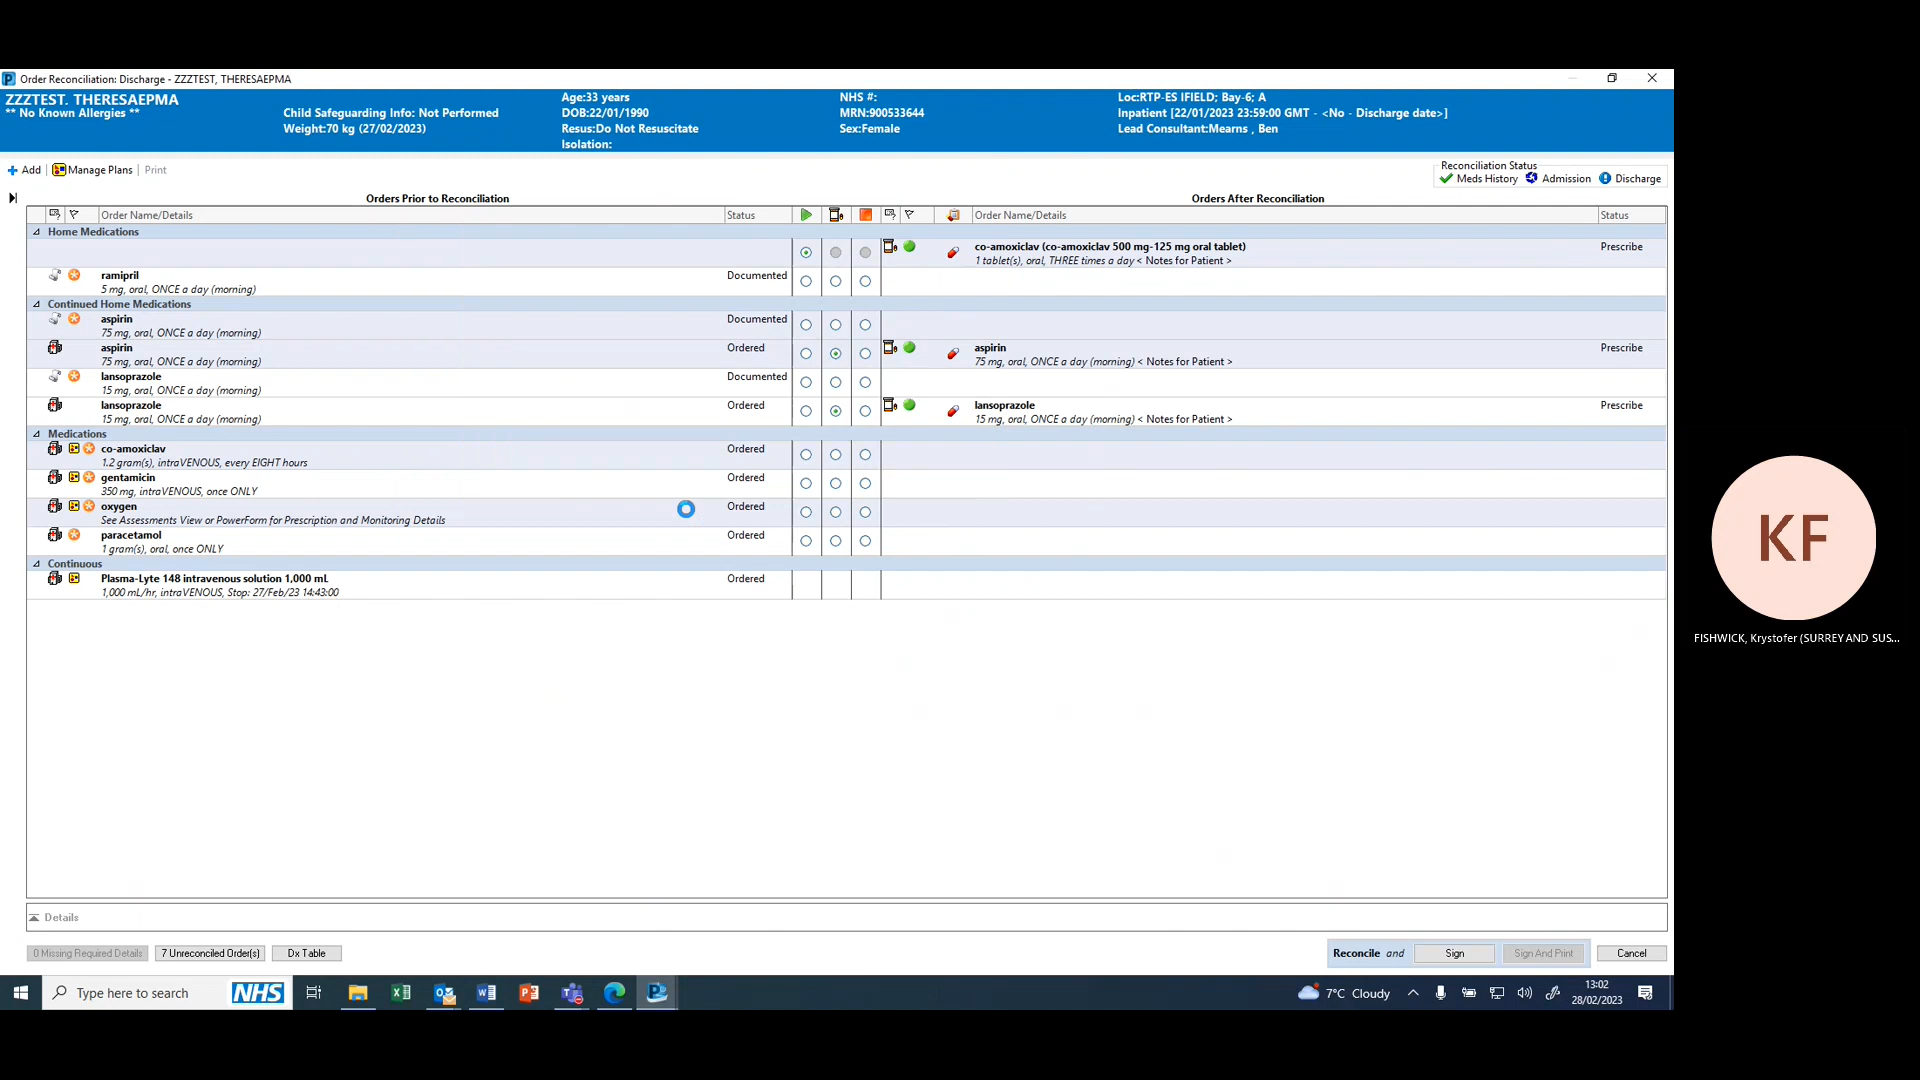 Order Reconciliation: Discharge - ZZZTEST, THERESAEPMA
ZZZTEST. THERESAEPMA
** No Known Allergies **
Child Safeguarding Info: Not Performed
Weight:70 kg (27/02/2023)
Age:33 years
DOB:22/01/1990
Resus:Do Not Resuscitate
Isolation:
NHS #:
MRN:900533644
Sex:Female
Loc:RTP-ES IFIELD; Bay-6; A
Inpatient [22/01/2023 23:59:00 GMT - <No - Discharge date>]
Lead Consultant:Mearns , Ben
Add Manage Plans Print
Reconciliation Status
Meds History Admission Discharge
Orders Prior to Reconciliation
Orders After Reconciliation
Order Name/Details Status Order Name/Details Status
Home Medications
co-amoxiclav (co-amoxiclav 500 mg-125 mg oral tablet) Prescribe
1 tablet(s), oral, THREE times a day < Notes for Patient >
ramipril Documented
5 mg, oral, ONCE a day (morning)
Continued Home Medications
aspirin Documented
75 mg, oral, ONCE a day (morning)
aspirin Ordered aspirin Prescribe
75 mg, oral, ONCE a day (morning) 75 mg, oral, ONCE a day (morning) < Notes for Patient >
lansoprazole Documented
15 mg, oral, ONCE a day (morning)
lansoprazole Ordered lansoprazole Prescribe
15 mg, oral, ONCE a day (morning) 15 mg, oral, ONCE a day (morning) < Notes for Patient >
Medications
co-amoxiclav Ordered
1.2 gram(s), intraVENOUS, every EIGHT hours
gentamicin Ordered
350 mg, intraVENOUS, once ONLY
oxygen Ordered
See Assessments View or PowerForm for Prescription and Monitoring Details
paracetamol Ordered
1 gram(s), oral, once ONLY
Continuous
Plasma-Lyte 148 intravenous solution 1,000 mL Ordered
1,000 mL/hr, intraVENOUS, Stop: 27/Feb/23 14:43:00
Details
0 Missing Required Details 7 Unreconciled Order(s) Dx Table
Reconcile and Sign Sign And Print Cancel
Type here to search NHS
7°C Cloudy
13:02
28/02/2023
KF
FISHWICK, Krystofer (SURREY AND SUS...